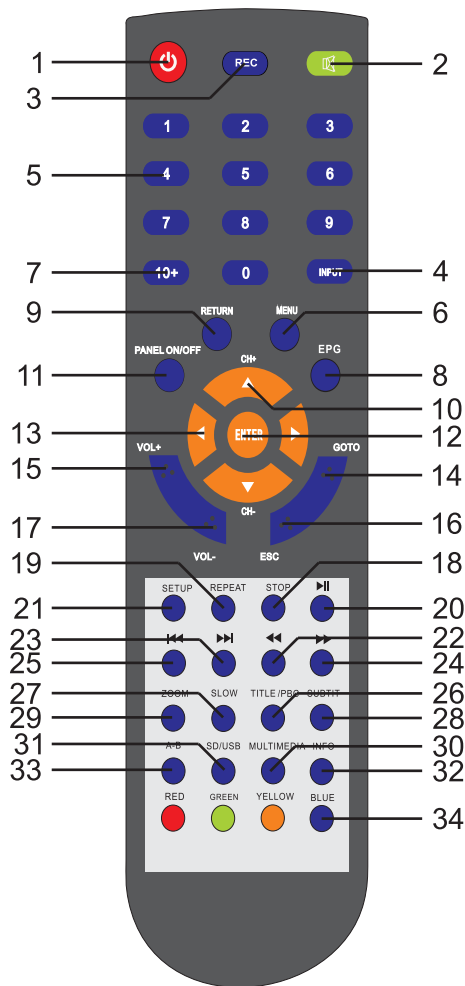 1 REC 2
3
1 2 3
5 4 5 6
7 8 9
7 10+ 0 INPUT 4
9 RETURN MENU 6
PANEL ON/OFF EPG
11 CH+ 8
10
13 ENTER 12
VOL+ GOTO
15 14
17 CH- 16
VOL- ESC
19 18
SETUP REPEAT STOP
21 20
23 22
25 24
27 ZOOM SLOW TITLE/PBC SUBTIT 26
29 28
31 A-B SD/USB MULTIMEDIA INFO 30
33 32
RED GREEN YELLOW BLUE
34